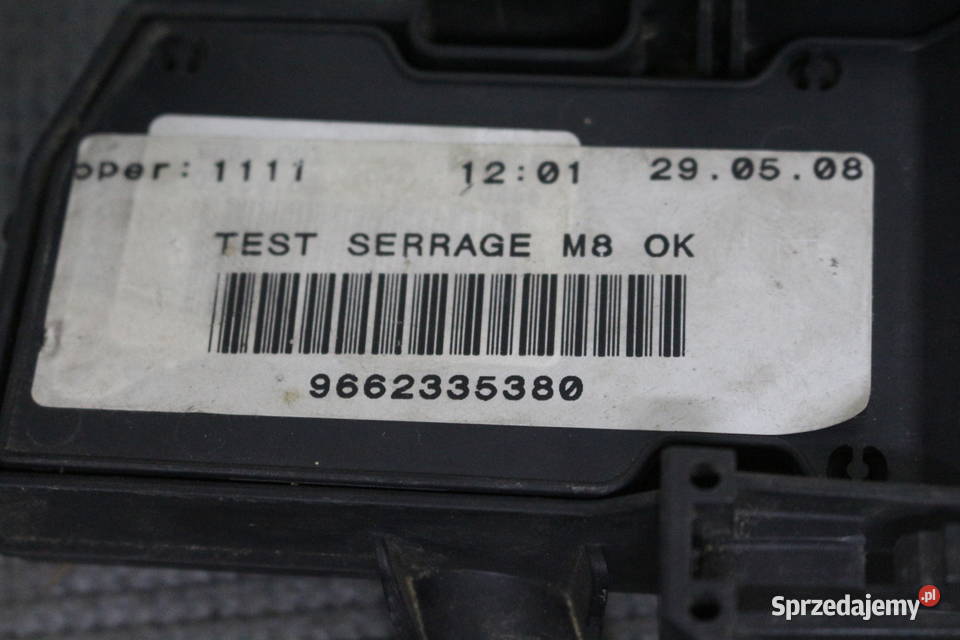 oper: 1111 12:01 29.05.08
TEST SERRAGE M8 OK
9662335380
Sprzedajemy.pl